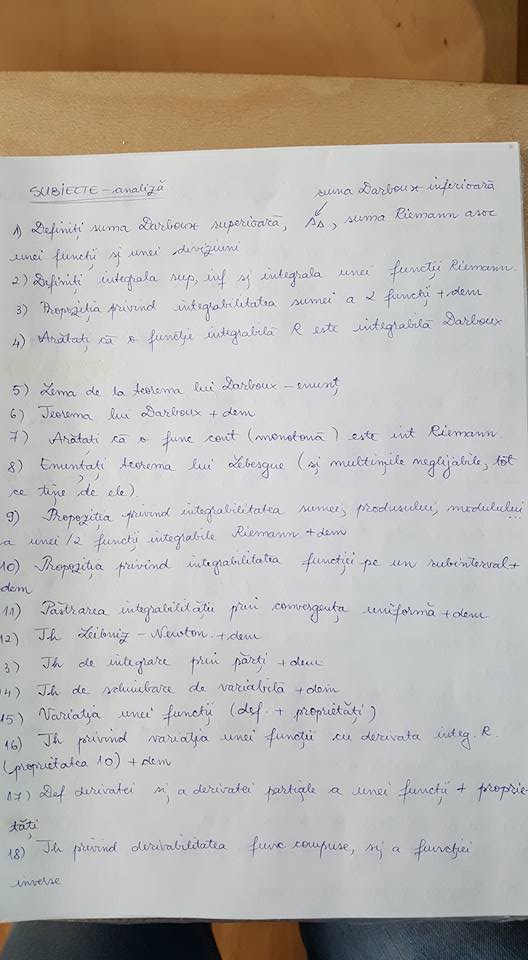 SUBIECTE - analiză
suma Darboux inferioară
1) Definiți suma Darboux superioară, s∆, suma Riemann asoc
unei funcții și unei diviziuni
2) Definiți integrala sup, inf și integrala unei funcții Riemann.
3) Propoziția privind integrabilitatea sumei a 2 funcții + dem.
4) Arătați că o funcție integrabilă R este integrabilă Darboux
5) Lema de la teorema lui Darboux - enunț
6) Teorema lui Darboux + dem
7) Arătați că o func cont (monotonă) este int Riemann.
8) Enunțați teorema lui Lebesgue (și mulțimile neglijabile, tot
ce ține de ele).
9) Propoziția privind integrabilitatea sumei, produsului, modulului...
a unei /2 funcții integrabile Riemann. + dem
10) Propoziția privind integrabilitatea funcției pe un subinterval +
dem
11) Păstrarea integrabilității prin convergența uniformă + dem
12) Th Leibniz - Newton. + dem
3) Th de integrare prin părți + dem
14) Th de schimbare de variabilă + dem
15) Variația unei funcții (def. + proprietăți)
16) Th privind variația unei funcții cu derivata integ. R.
(proprietatea 10) + dem
17) Def derivatei și a derivatei parțiale a unei funcții + proprie-
tăți
18) Th privind derivabilitatea func compuse, și a funcției
inverse